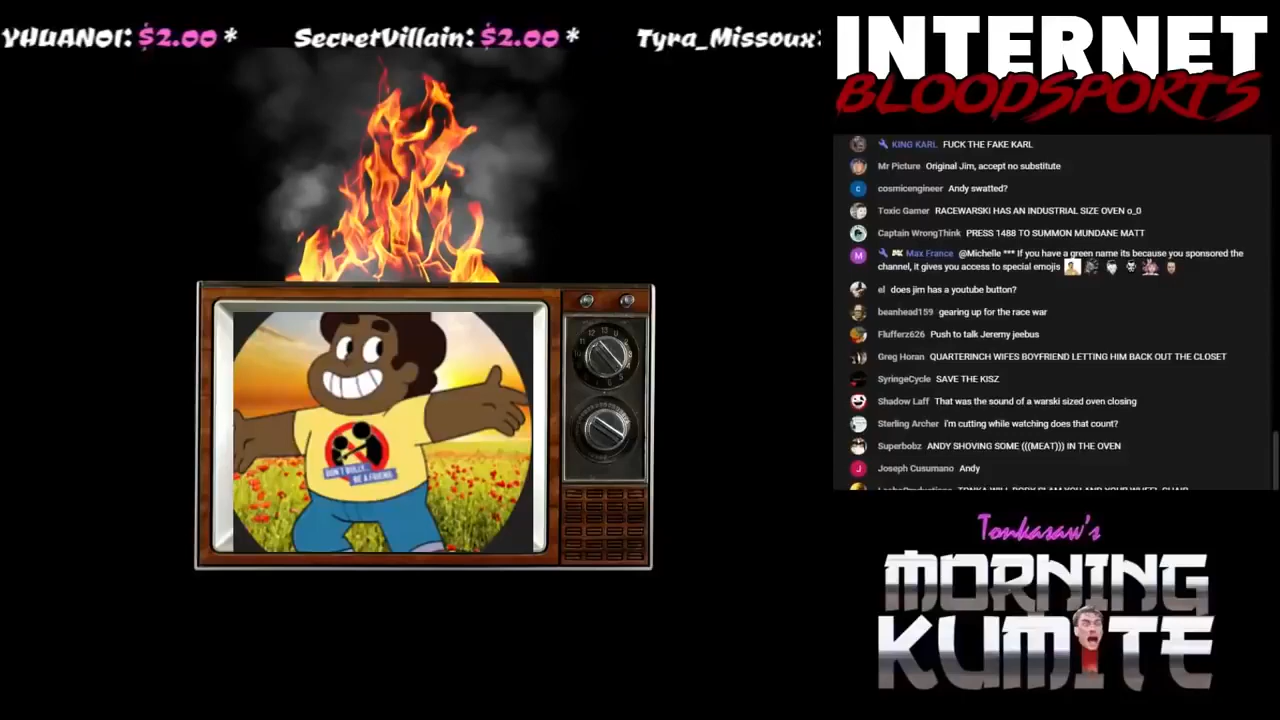 YHUANOI: $2.00 * SecretVillain: $2.00 * Tyra_Missoux:
INTERNET
BLOODSPORTS
KING KARL FUCK THE FAKE KARL
Mr Picture Original Jim, accept no substitute
cosmicengineer Andy swatted?
Toxic Gamer RACEWARSKI HAS AN INDUSTRIAL SIZE OVEN o_0
Captain WrongThink PRESS 1488 TO SUMMON MUNDANE MATT
Max France @Michelle *** If you have a green name its because you sponsored the
channel, it gives you access to special emojis
el does jim has a youtube button?
beanhead159 gearing up for the race war
Flufferz626 Push to talk Jeremy jeebus
Greg Horan QUARTERINCH WIFES BOYFRIEND LETTING HIM BACK OUT THE CLOSET
SyringeCycle SAVE THE KISZ
Shadow Laff That was the sound of a warski sized oven closing
Sterling Archer i'm cutting while watching does that count?
Superbobz ANDY SHOVING SOME (((MEAT))) IN THE OVEN
Joseph Cusumano Andy
DON'T BULLY...
BE A FRIEND
Tonkasaw's
MORNING
KUMITE